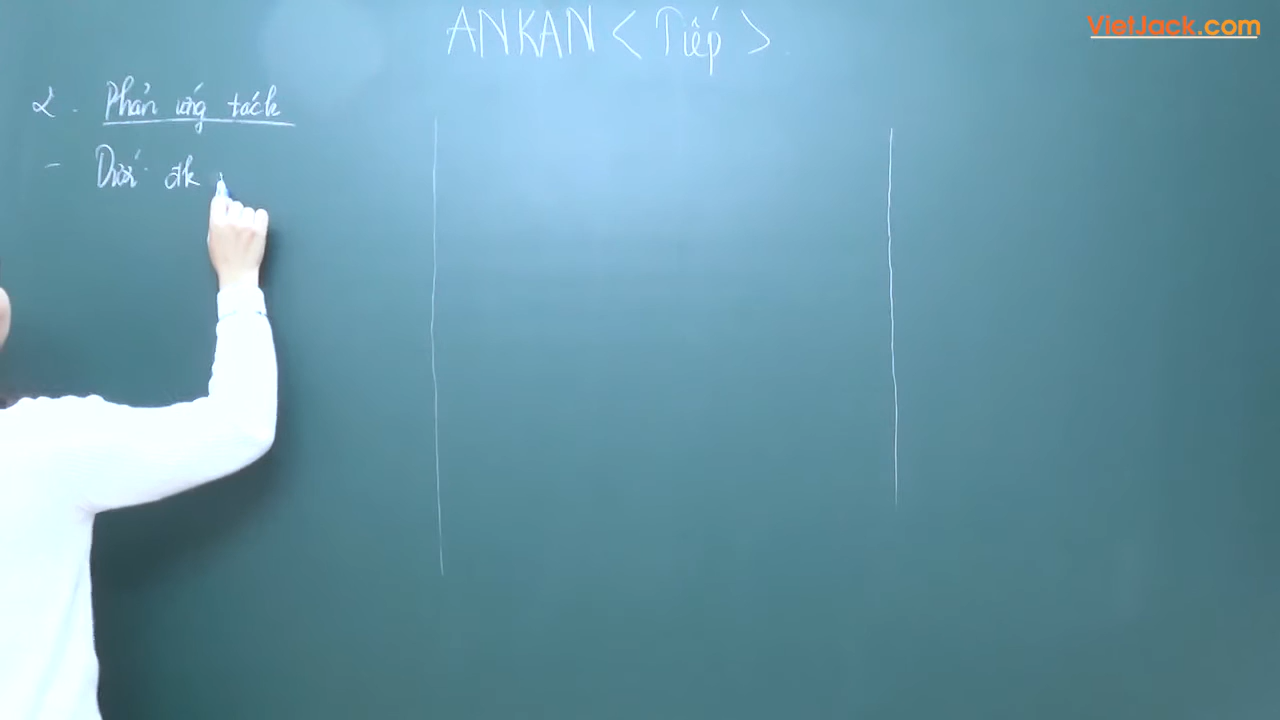 ANKAN < Tiếp >
VietJack.com
2. Phản ứng tách
- Dưới đk